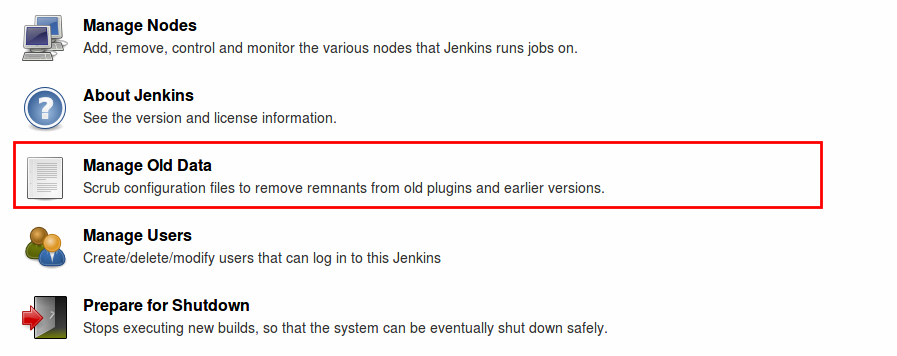 Manage Nodes
Add, remove, control and monitor the various nodes that Jenkins runs jobs on.
About Jenkins
See the version and license information.
Manage Old Data
Scrub configuration files to remove remnants from old plugins and earlier versions.
Manage Users
Create/delete/modify users that can log in to this Jenkins
Prepare for Shutdown
Stops executing new builds, so that the system can be eventually shut down safely.